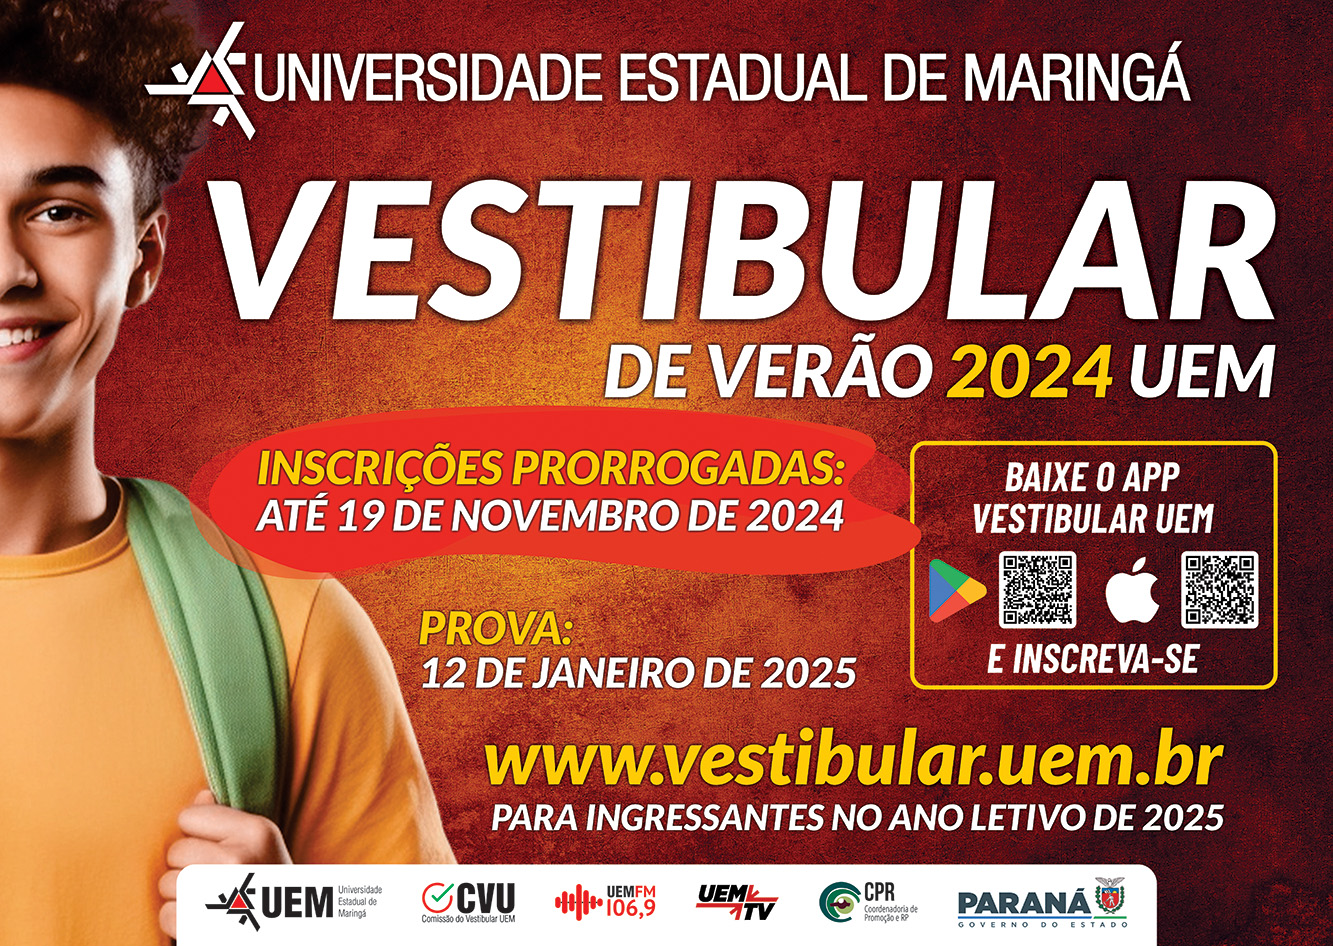 UNIVERSIDADE ESTADUAL DE MARINGÁ
VESTIBULAR
DE VERÃO 2024 UEM
INSCRIÇÕES PRORROGADAS:
ATÉ 19 DE NOVEMBRO DE 2024
BAIXE O APP
VESTIBULAR UEM
E INSCREVA-SE
PROVA:
12 DE JANEIRO DE 2025
www.vestibular.uem.br
PARA INGRESSANTES NO ANO LETIVO DE 2025
UEM
Universidade
Estadual de
Maringá
CVU
Comissão do Vestibular UEM
UEMFM
106,9
UEM
TV
CPR
Coordenadoria de
Promoção e RP
PARANÁ
GOVERNO DO ESTADO